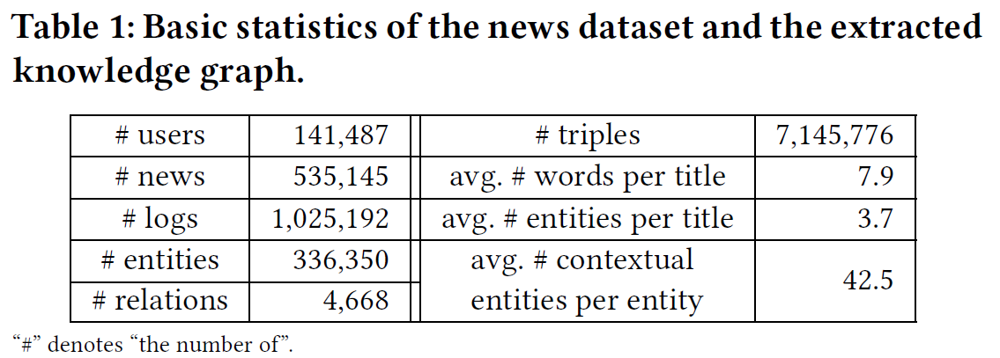 Table 1: Basic statistics of the news dataset and the extracted
knowledge graph.
# users 141,487 # triples 7,145,776
# news 535,145 avg. # words per title 7.9
# logs 1,025,192 avg. # entities per title 3.7
# entities 336,350 avg. # contextual
entities per entity 42.5
# relations 4,668
“#” denotes “the number of”.